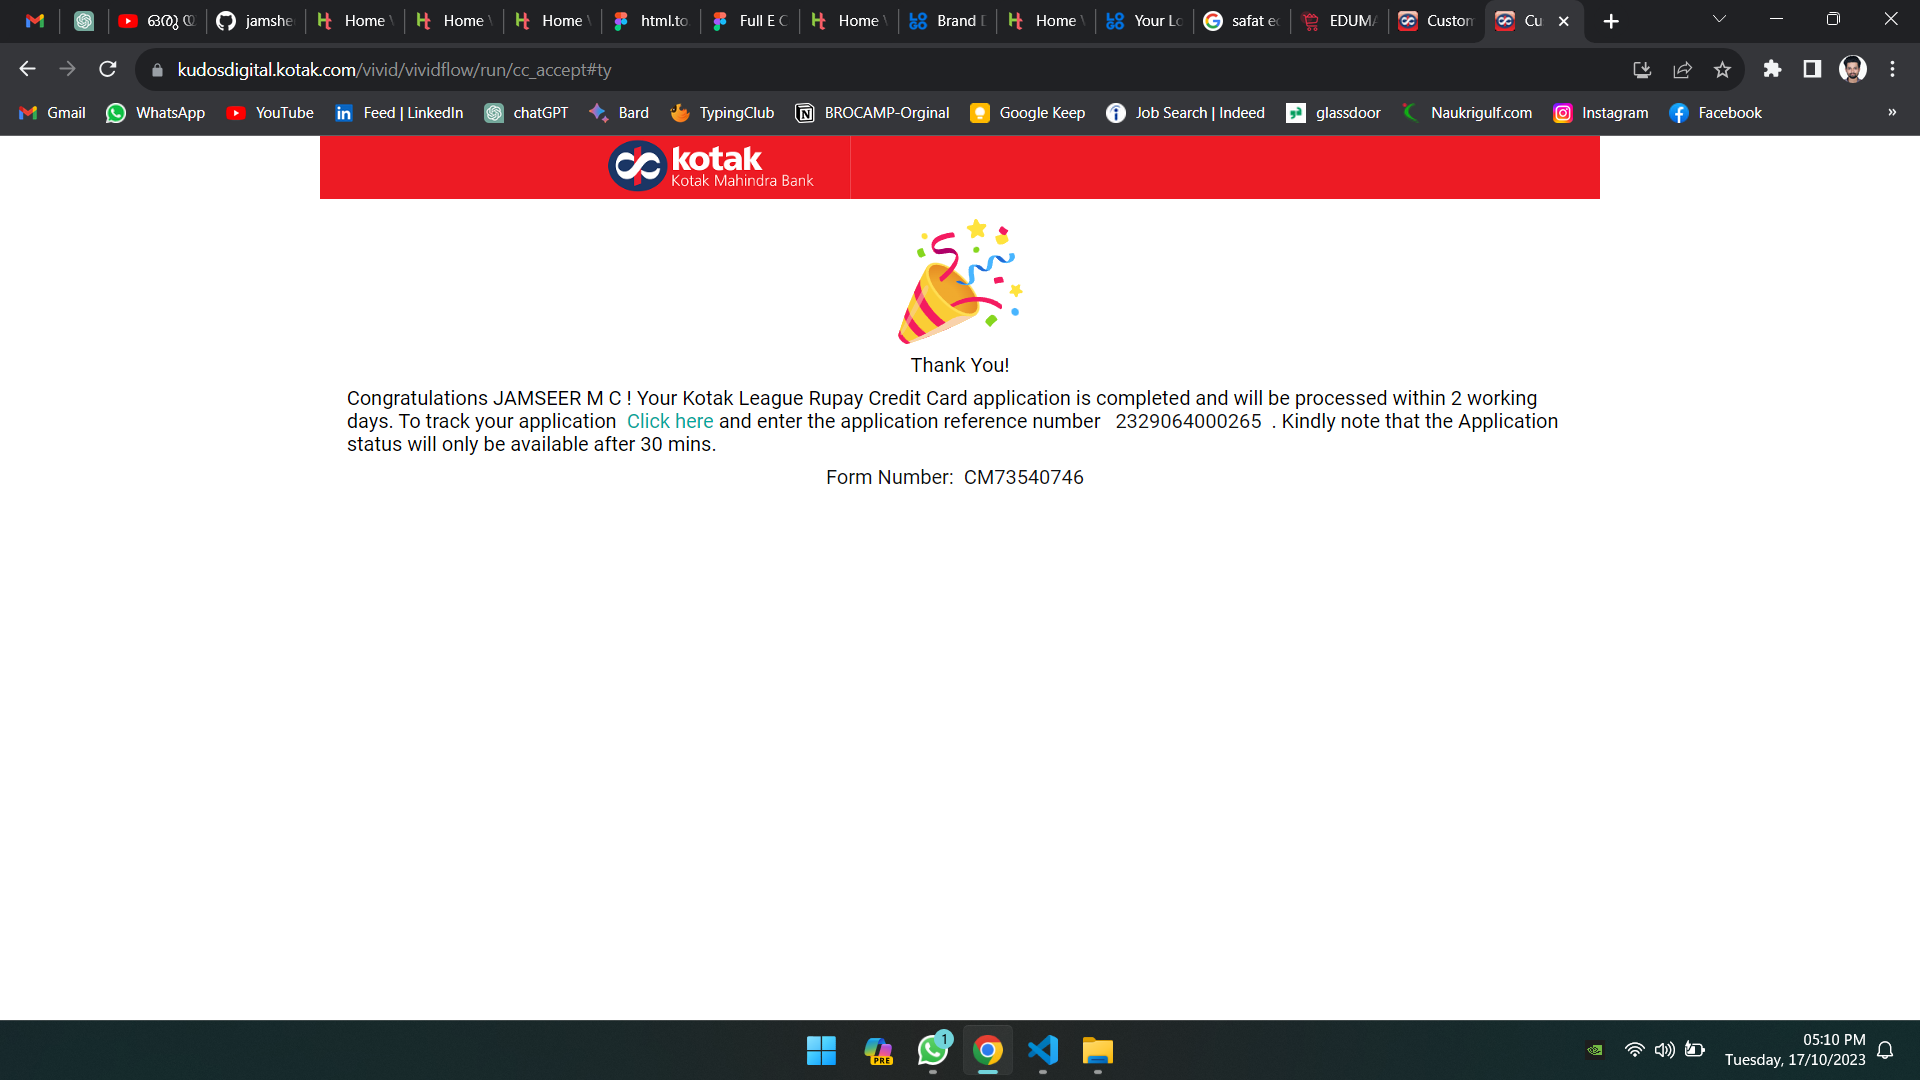 jamshe
Home
Home
Home
html.to
Full E C
Home
Brand D
Home
Your Lo
safat ec
EDUMA
Custom
Cu
kudosdigital.kotak.com/vivid/vividflow/run/cc_accept#ty
Gmail
WhatsApp
YouTube
Feed | LinkedIn
chatGPT
Bard
TypingClub
BROCAMP-Orginal
Google Keep
Job Search | Indeed
glassdoor
Naukrigulf.com
Instagram
Facebook
»
kotak
Kotak Mahindra Bank
Thank You!
Congratulations JAMSEER M C ! Your Kotak League Rupay Credit Card application is completed and will be processed within 2 working
days. To track your application Click here and enter the application reference number 2329064000265 . Kindly note that the Application
status will only be available after 30 mins.
Form Number: CM73540746
PRE
1
05:10 PM
Tuesday, 17/10/2023